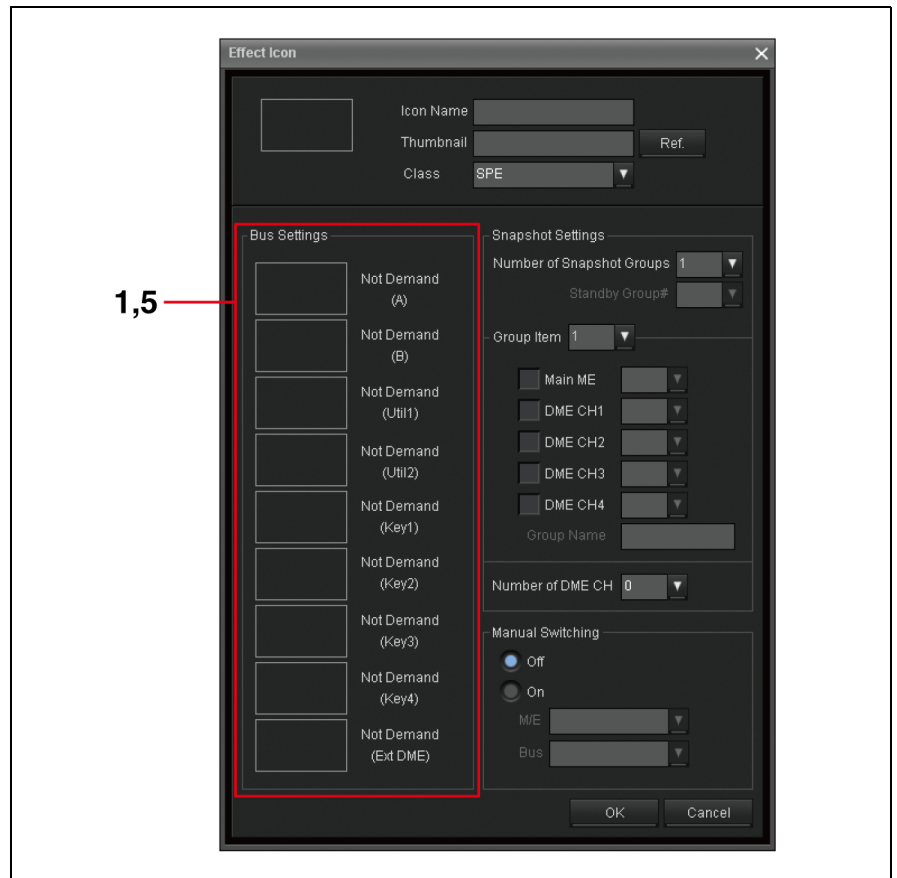 Effect Icon
Icon Name
Thumbnail
Ref.
Class
SPE
1,5
Bus Settings
Not Demand
(A)
Not Demand
(B)
Not Demand
(Util1)
Not Demand
(Util2)
Not Demand
(Key1)
Not Demand
(Key2)
Not Demand
(Key3)
Not Demand
(Key4)
Not Demand
(Ext DME)
Snapshot Settings
Number of Snapshot Groups 1
Standby Group#
Group Item 1
Main ME
DME CH1
DME CH2
DME CH3
DME CH4
Group Name
Number of DME CH 0
Manual Switching
Off
On
M/E
Bus
OK
Cancel